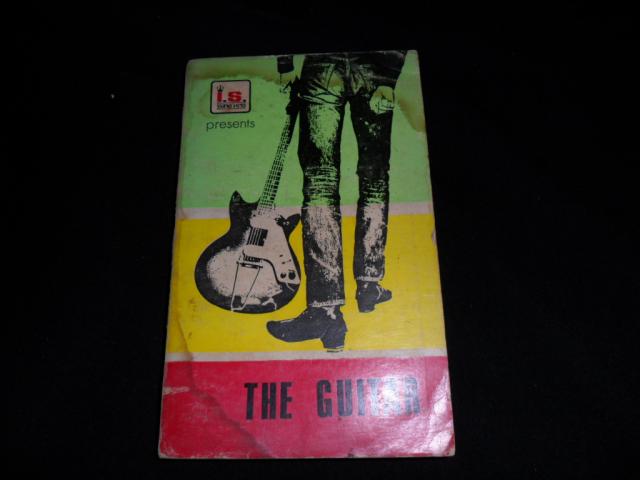 i.s.
presents
THE GUITAR